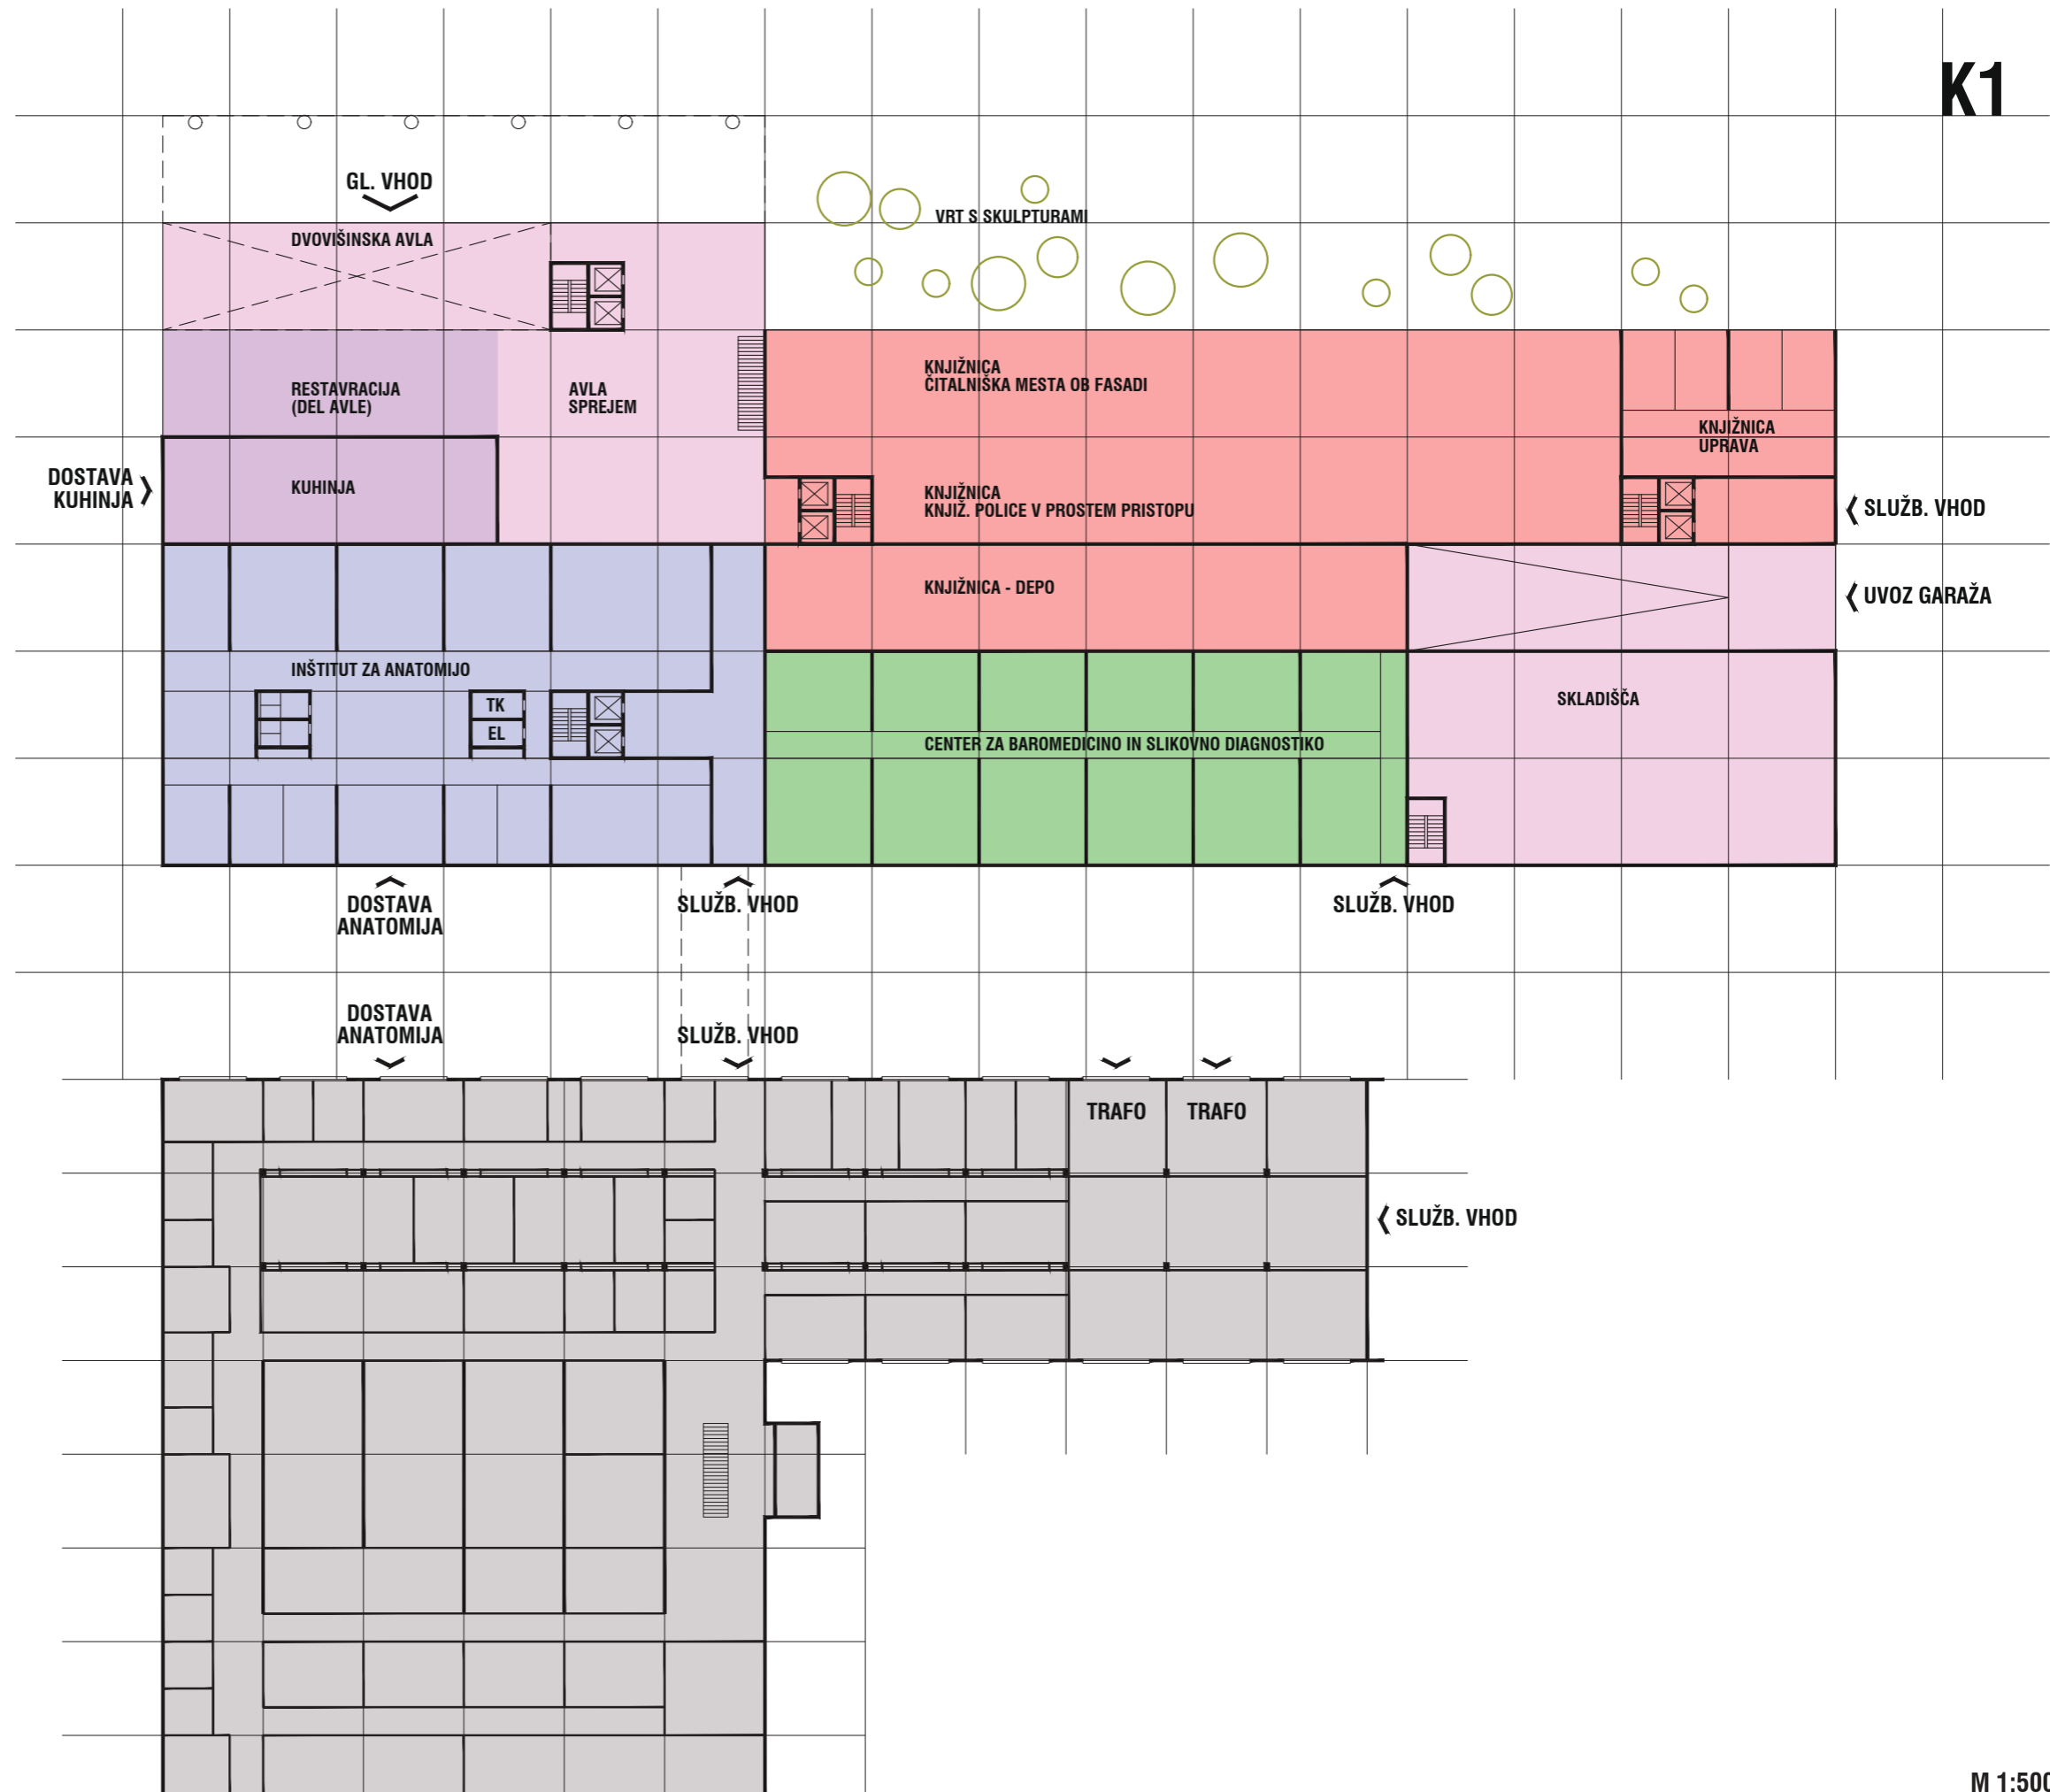 K1
GL. VHOD
VRT S SKULPTURAMI
DVOVIŠINSKA AVLA
RESTAVRACIJA
(DEL AVLE)
AVLA
SPREJEM
KNJIŽNICA
ČITALNIŠKA MESTA OB FASADI
KNJIŽNICA
UPRAVA
DOSTAVA
KUHINJA
KUHINJA
KNJIŽNICA
KNJIŽ. POLICE V PROSTEM PRISTOPU
SLUŽB. VHOD
KNJIŽNICA - DEPO
UVOZ GARAŽA
INŠTITUT ZA ANATOMIJO
TK
EL
SKLADIŠČA
CENTER ZA BAROMEDICINO IN SLIKOVNO DIAGNOSTIKO
DOSTAVA
ANATOMIJA
SLUŽB. VHOD
SLUŽB. VHOD
DOSTAVA
ANATOMIJA
SLUŽB. VHOD
TRAFO
TRAFO
SLUŽB. VHOD
M 1:500